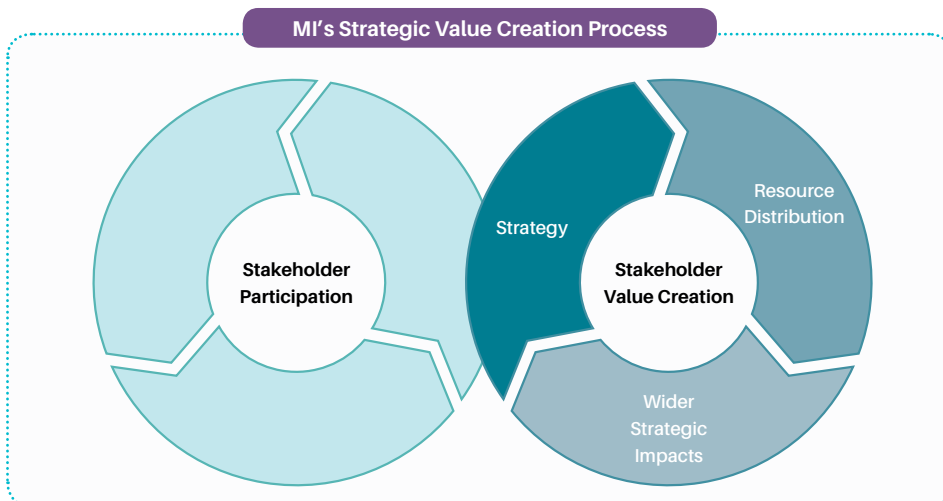 MI’s Strategic Value Creation Process
Stakeholder
Participation
Strategy
Stakeholder
Value Creation
Resource
Distribution
Wider
Strategic
Impacts